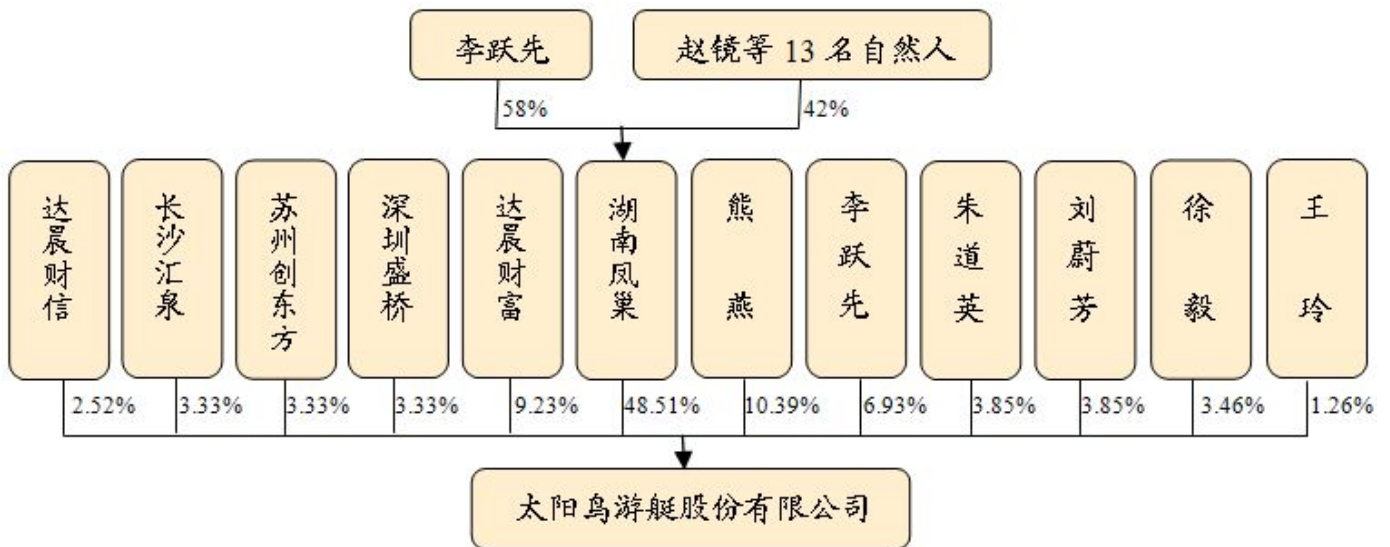 李跃先
赵镜等 13 名自然人
58%
42%
达晨财信
长沙汇泉
苏州创东方
深圳盛桥
达晨财富
湖南凤巢
熊燕
李跃先
朱道英
刘蔚芳
徐毅
王玲
2.52%
3.33%
3.33%
3.33%
9.23%
48.51%
10.39%
6.93%
3.85%
3.85%
3.46%
1.26%
太阳鸟游艇股份有限公司